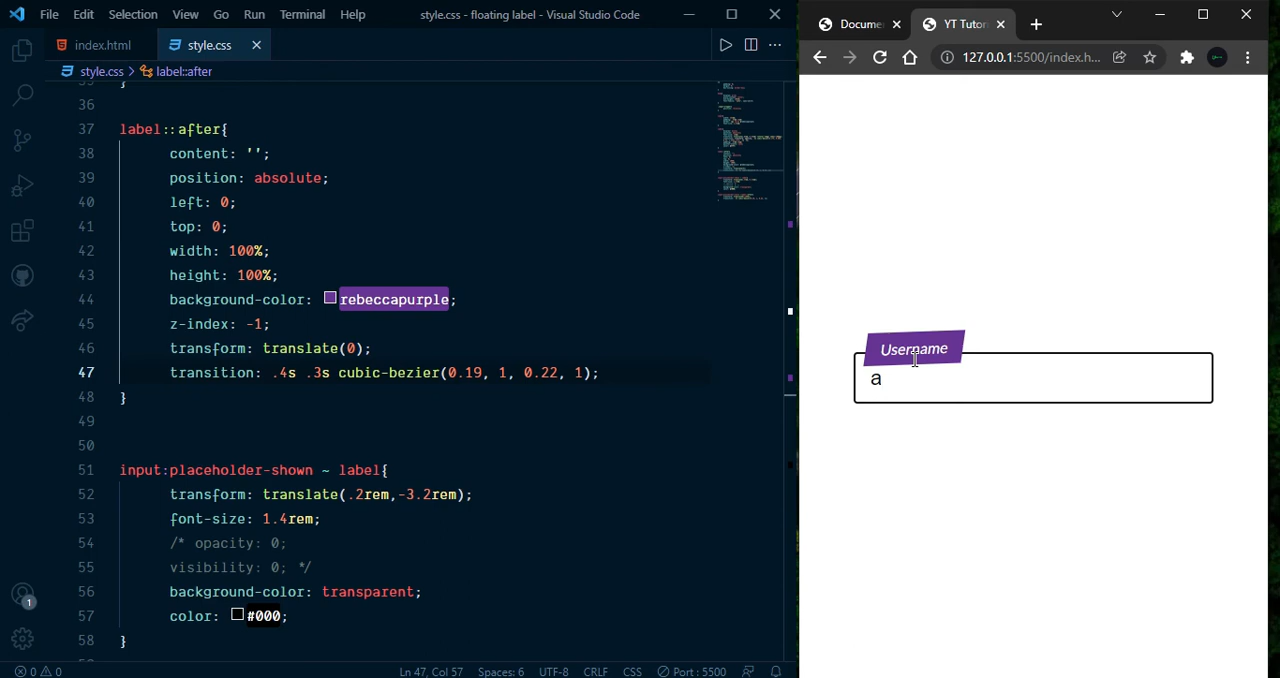 File Edit Selection View Go Run Terminal Help
style.css - floating label - Visual Studio Code
index.html
style.css
style.css > label::after
36
37 label::after{
38 content: '';
39 position: absolute;
40 left: 0;
41 top: 0;
42 width: 100%;
43 height: 100%;
44 background-color: rebeccapurple;
45 z-index: -1;
46 transform: translate(0);
47 transition: .4s .3s cubic-bezier(0.19, 1, 0.22, 1);
48 }
49
50
51 input:placeholder-shown ~ label{
52 transform: translate(.2rem,-3.2rem);
53 font-size: 1.4rem;
54 /* opacity: 0;
55 visibility: 0; */
56 background-color: transparent;
57 color: #000;
58 }
1
0 0 Ln 47, Col 57 Spaces: 6 UTF-8 CRLF CSS Port : 5500
Docume
YT Tutor
127.0.0.1:5500/index.h...
Username
a